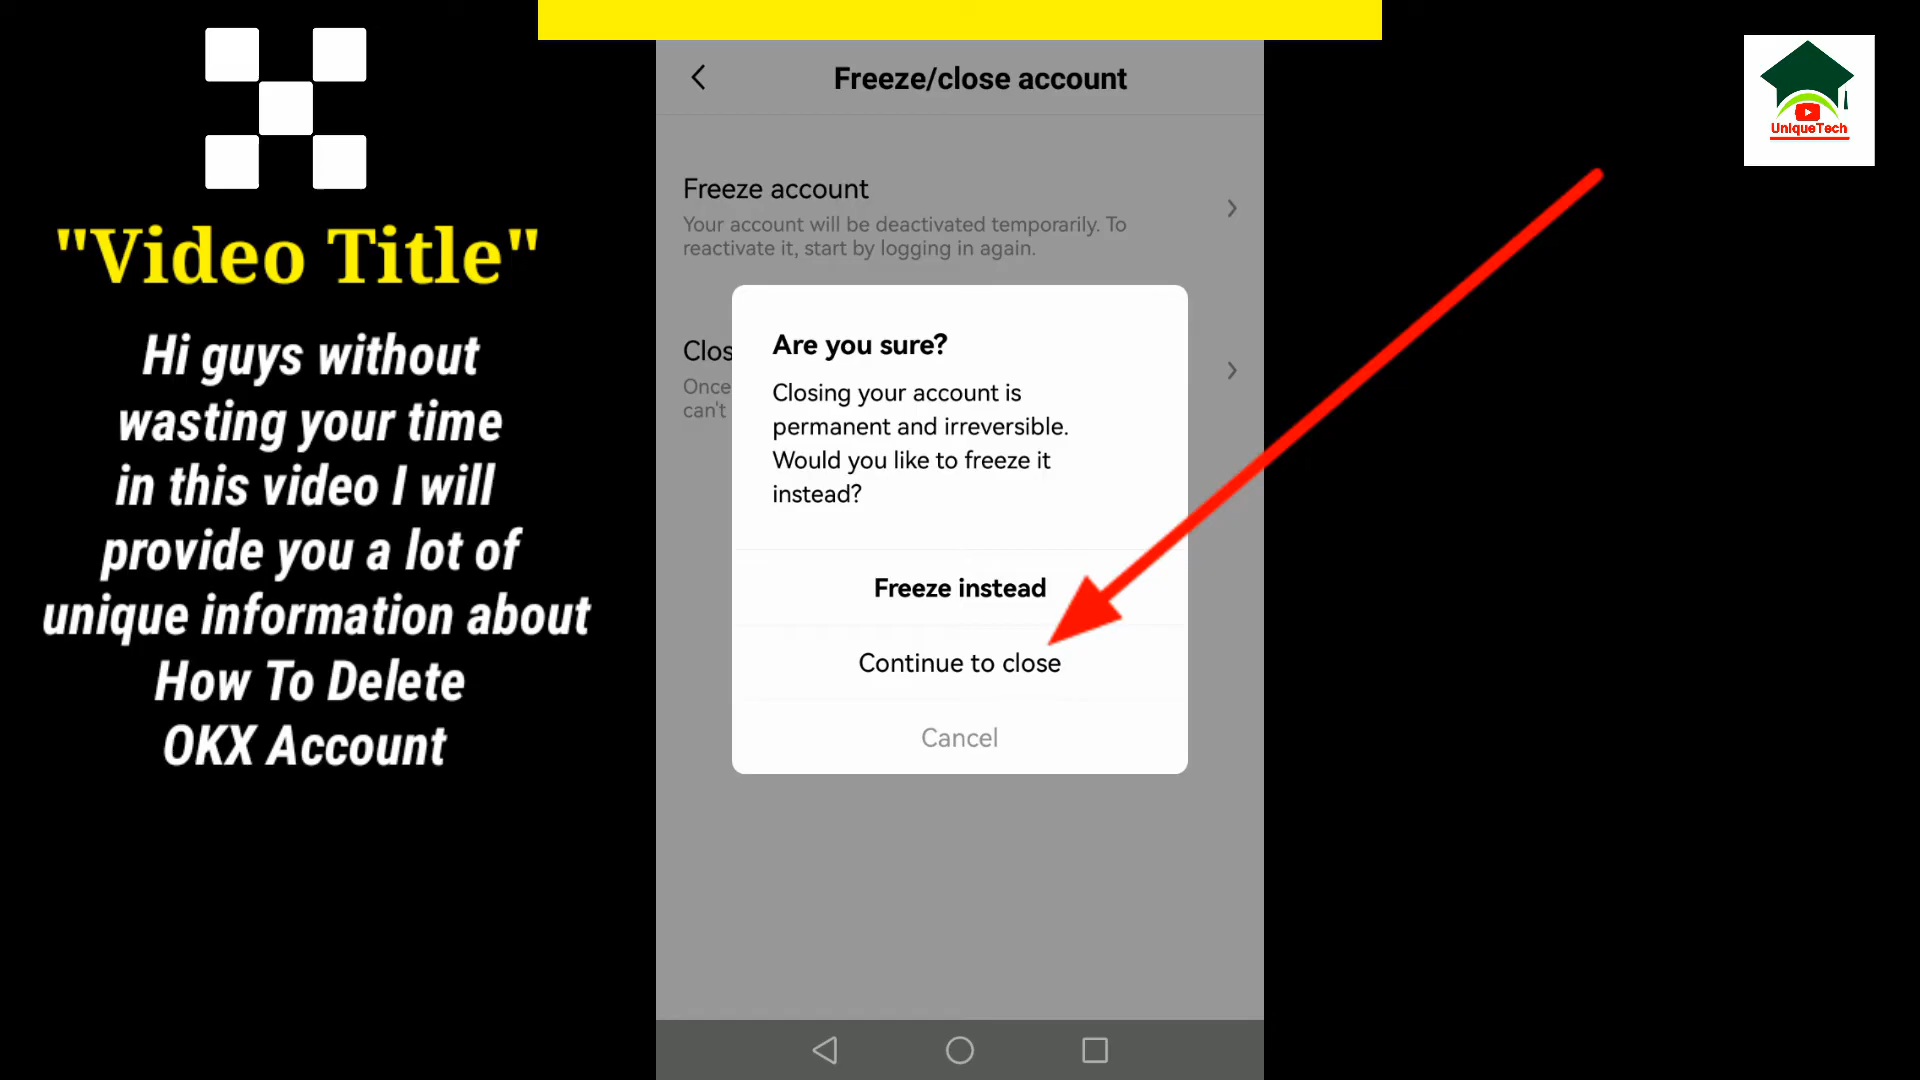 "Video Title"
Hi guys without
wasting your time
in this video I will
provide you a lot of
unique information about
How To Delete
OKX Account
Freeze/close account
Freeze account
Your account will be deactivated temporarily. To
reactivate it, start by logging in again.
Clos
Once
can't
Are you sure?
Closing your account is
permanent and irreversible.
Would you like to freeze it
instead?
Freeze instead
Continue to close
Cancel
UniqueTech